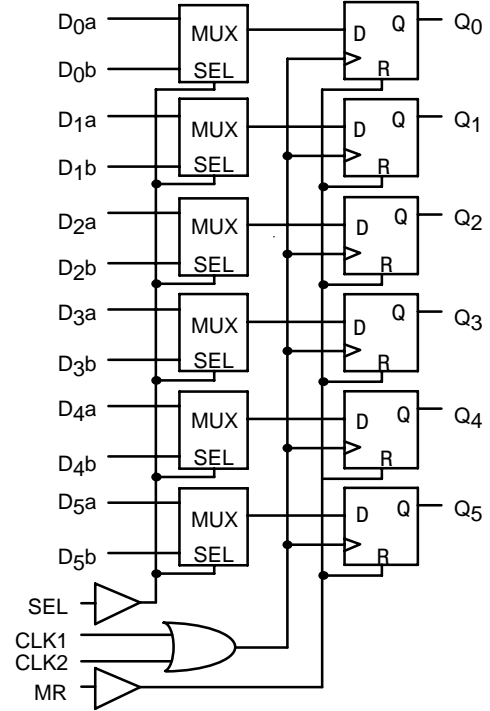 D0a
MUX
D
Q
Q0
D0b
SEL
R
D1a
MUX
D
Q
Q1
D1b
SEL
R
D2a
MUX
D
Q
Q2
D2b
SEL
R
D3a
MUX
D
Q
Q3
D3b
SEL
R
D4a
MUX
D
Q
Q4
D4b
SEL
R
D5a
MUX
D
Q
Q5
D5b
SEL
R
SEL
CLK1
CLK2
MR